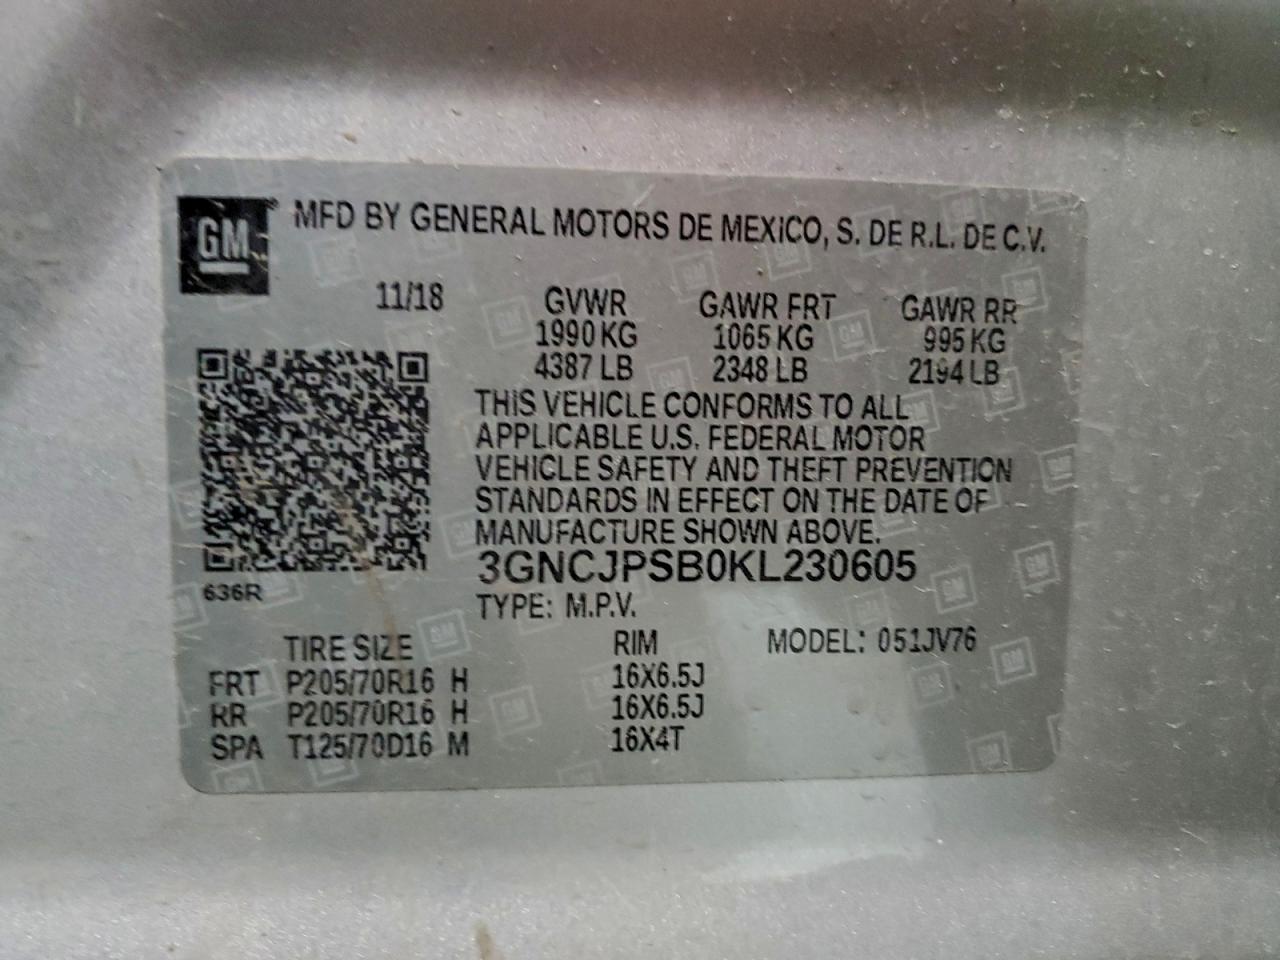 GM® MFD BY GENERAL MOTORS DE MEXICO, S. DE R.L. DE C.V.
11/18 GVWR GAWR FRT GAWR RR
1990 KG 1065 KG 995 KG
4387 LB 2348 LB 2194 LB
THIS VEHICLE CONFORMS TO ALL
APPLICABLE U.S. FEDERAL MOTOR
VEHICLE SAFETY AND THEFT PREVENTION
STANDARDS IN EFFECT ON THE DATE OF
MANUFACTURE SHOWN ABOVE.
3GNCJPSB0KL230605
636R
TYPE: M.P.V.
TIRE SIZE RIM MODEL: 051JV76
FRT P205/70R16 H 16X6.5J
RR P205/70R16 H 16X6.5J
SPA T125/70D16 M 16X4T